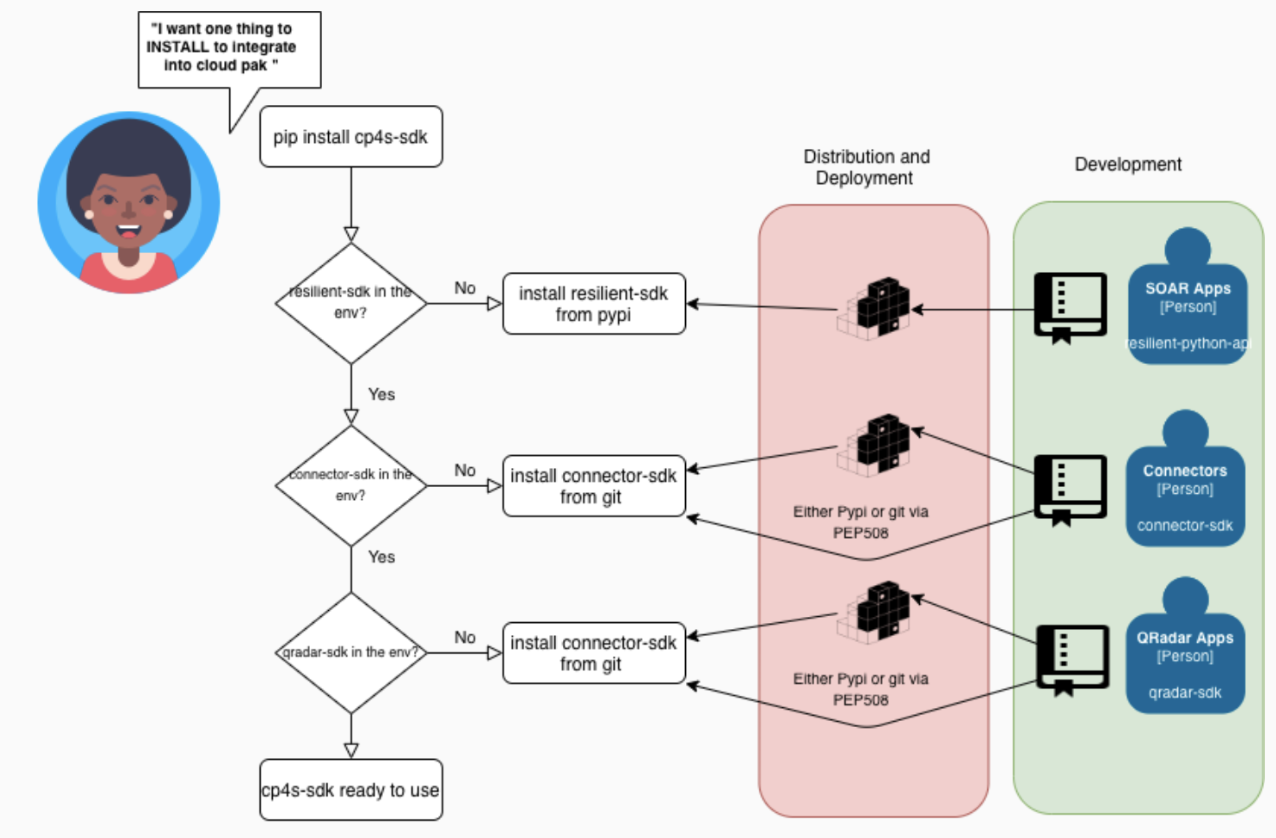 "I want one thing to
INSTALL to integrate
into cloud pak "
pip install cp4s-sdk
Distribution and
Deployment
Development
resilient-sdk in the
env?
No
install resilient-sdk
from pypi
SOAR Apps
[Person]
resilient-python-api
Yes
connector-sdk in the
env?
No
install connector-sdk
from git
Either Pypi or git via
PEP508
Connectors
[Person]
connector-sdk
Yes
qradar-sdk in the env?
No
install connector-sdk
from git
Either Pypi or git via
PEP508
QRadar Apps
[Person]
qradar-sdk
cp4s-sdk ready to use